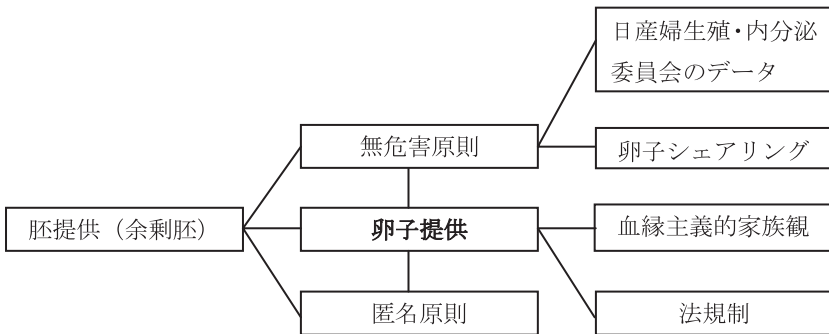 日産婦生殖・内分泌
委員会のデータ
無危害原則
卵子シェアリング
胚提供（余剰胚）
卵子提供
血縁主義的家族観
匿名原則
法規制